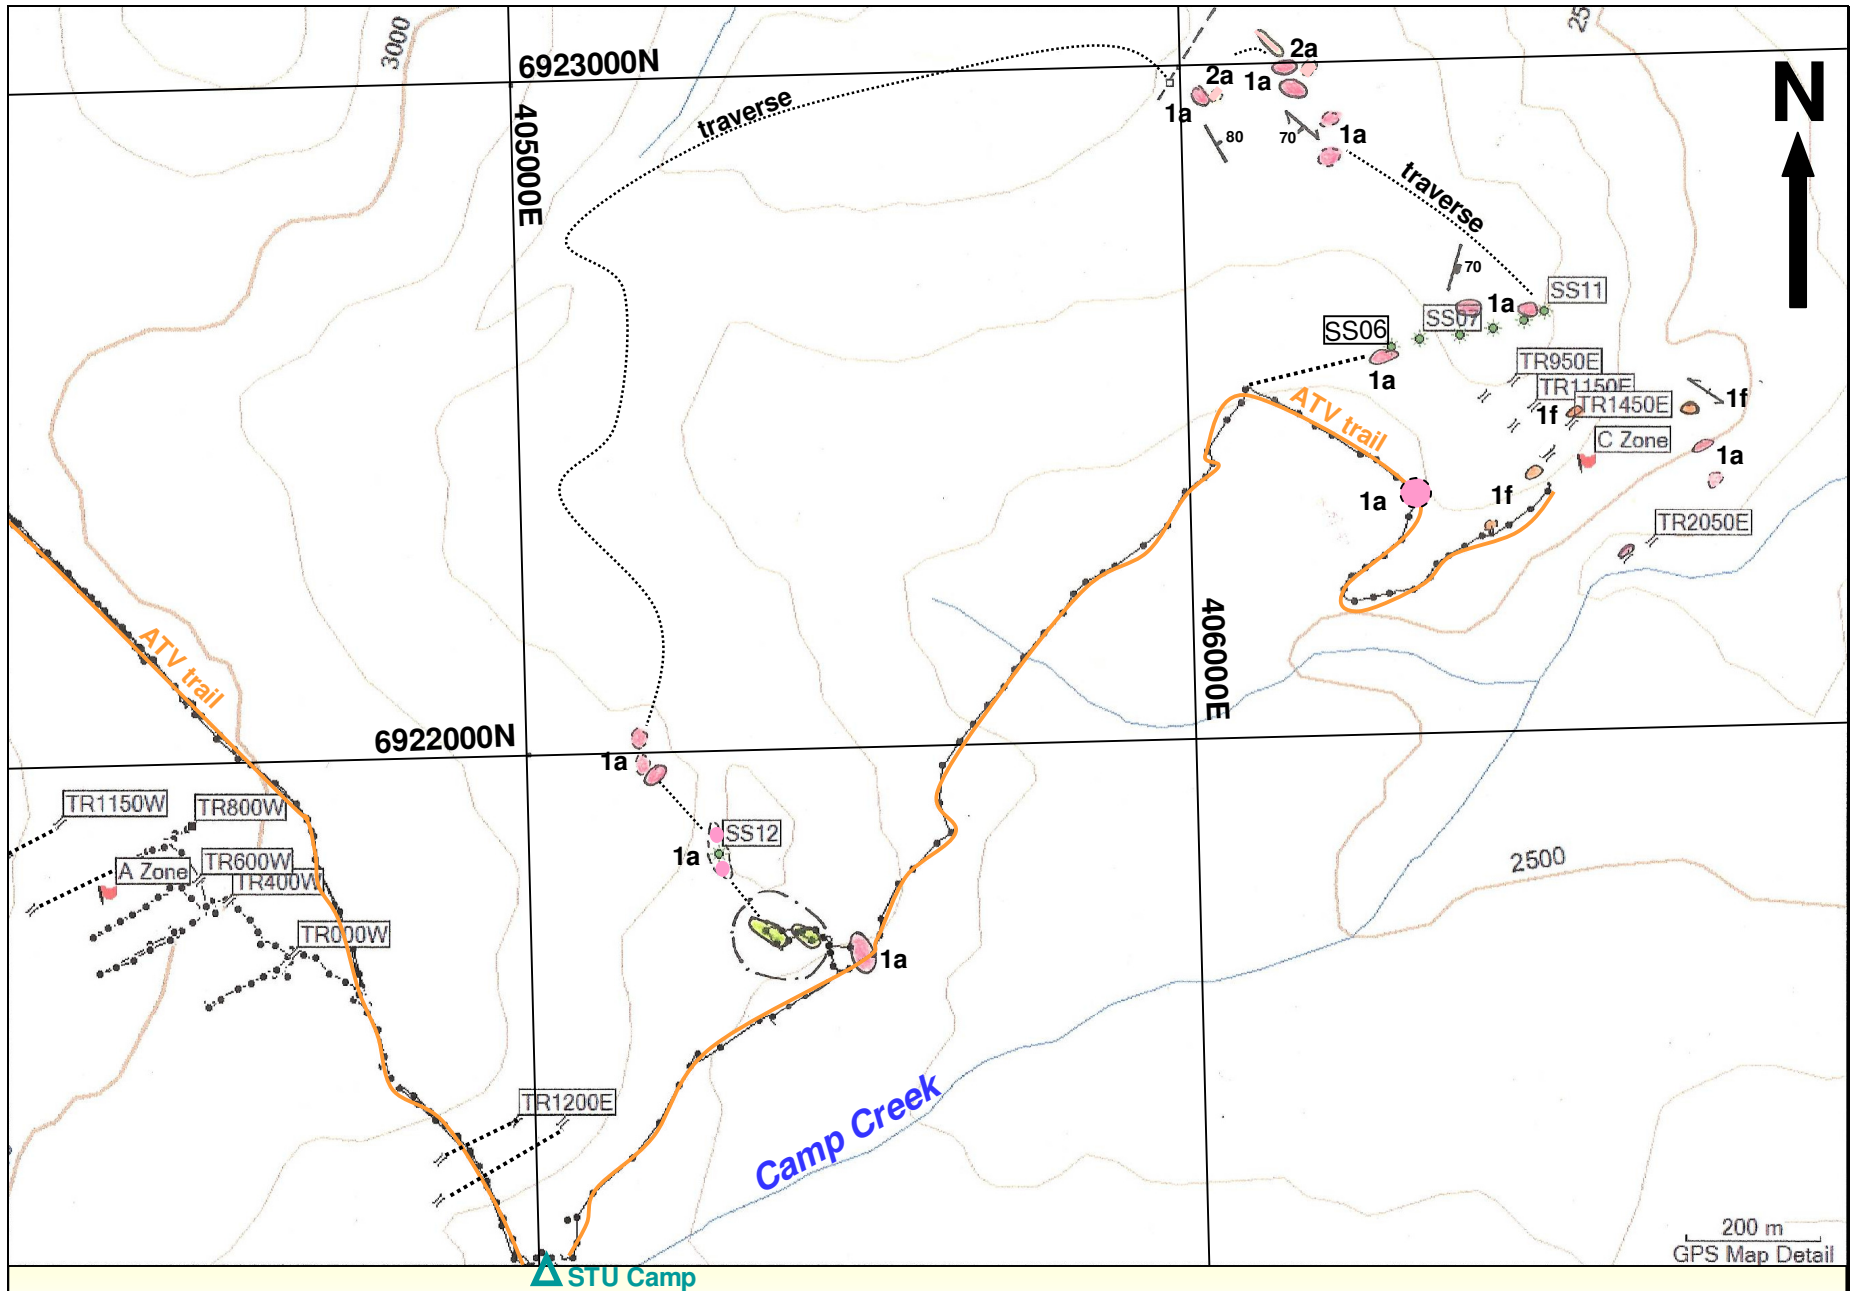 3000
25
6923000N
2a
2a
1a
1a
N
traverse
80
70
1a
405000E
traverse
70
SS11
1a
SS07
SS06
1a
TR950E
TR1150E
ATV trail
1f
TR1450E
1f
C Zone
1a
1a
1f
TR2050E
406000E
ATV trail
6922000N
1a
TR1150W
TR800W
SS12
1a
TR600W
A Zone
TR400W
2500
TR000W
1a
TR1200E
Camp Creek
200 m
GPS Map Detail
STU Camp